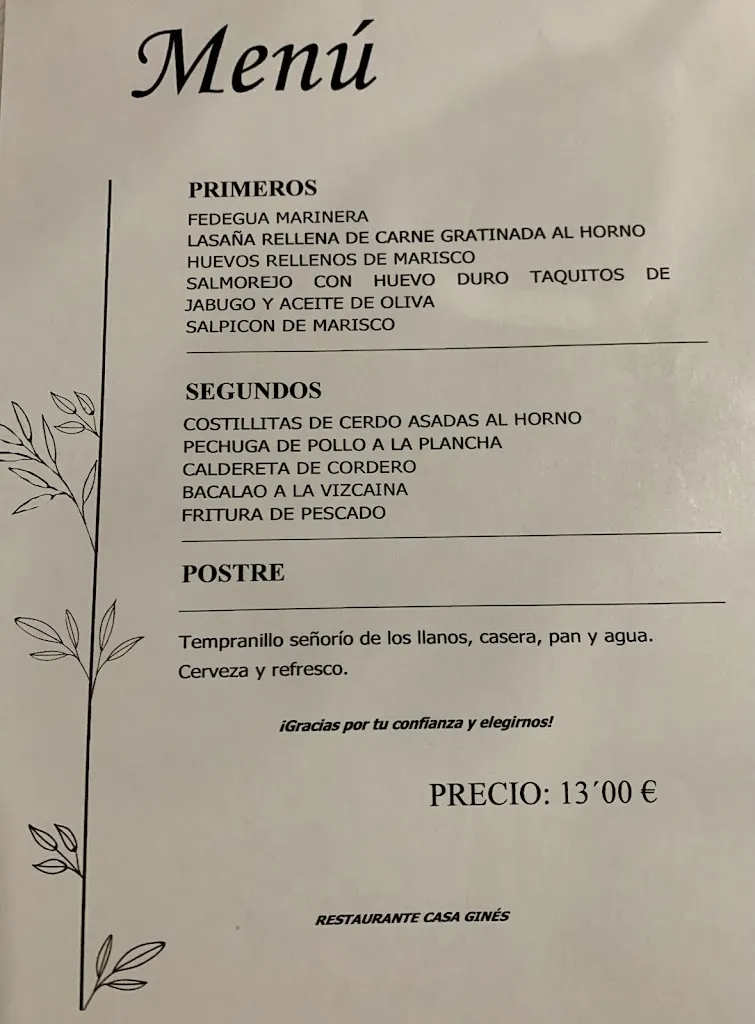 Menú
PRIMEROS
FEDEGUA MARINERA
LASAÑA RELLENA DE CARNE GRATINADA AL HORNO
HUEVOS RELLENOS DE MARISCO
SALMOREJO CON HUEVO DURO TAQUITOS DE
JABUGO Y ACEITE DE OLIVA
SALPICON DE MARISCO
SEGUNDOS
COSTILLITAS DE CERDO ASADAS AL HORNO
PECHUGA DE POLLO A LA PLANCHA
CALDERETA DE CORDERO
BACALAO A LA VIZCAINA
FRITURA DE PESCADO
POSTRE
Tempranillo señorío de los llanos, casera, pan y agua.
Cerveza y refresco.
¡Gracias por tu confianza y elegirnos!
PRECIO: 13´00 €
RESTAURANTE CASA GINÉS